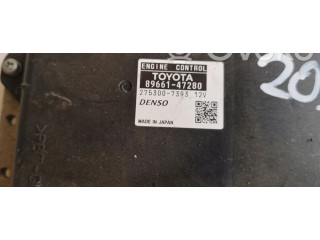 ENGINE CONTROL
TOYOTA
89661-47280
275300-7393 12V
DENSO
MADE IN JAPAN